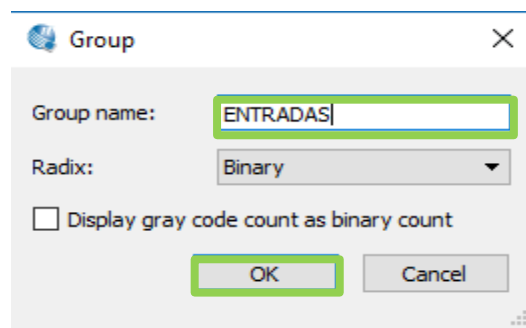 Group
Group name: ENTRADAS
Radix: Binary
Display gray code count as binary count
OK Cancel